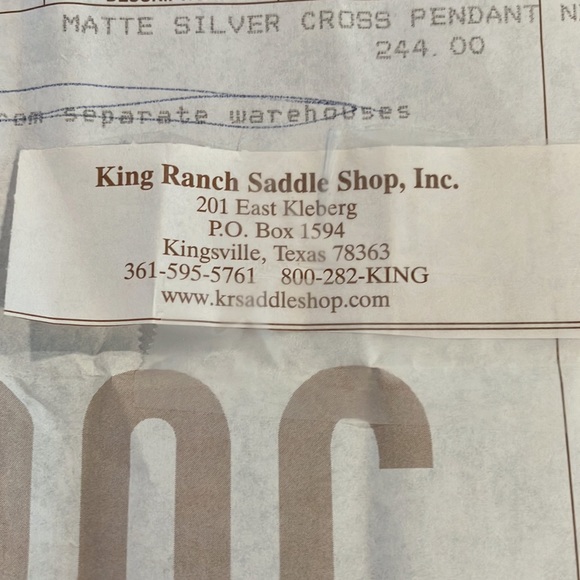 MATTE SILVER CROSS PENDANT N
244.00
separate warehouses
King Ranch Saddle Shop, Inc.
201 East Kleberg
P.O. Box 1594
Kingsville, Texas 78363
361-595-5761 800-282-KING
www.krsaddleshop.com